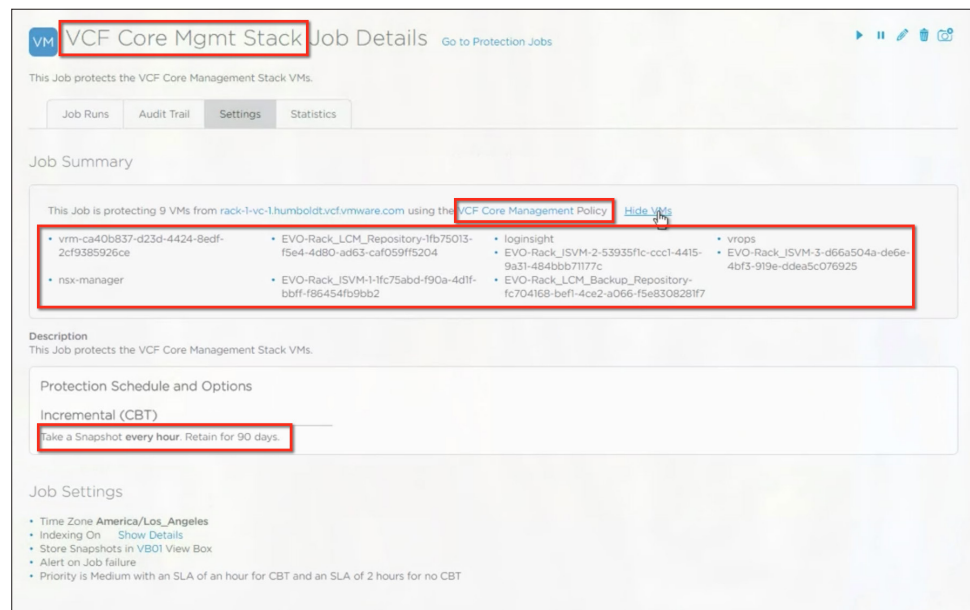 VM VCF Core Mgmt Stack Job Details Go to Protection Jobs
This Job protects the VCF Core Management Stack VMs.
Job Runs Audit Trail Settings Statistics
Job Summary
This Job is protecting 9 VMs from rack-1-vc-1.humboldt.vcf.vmware.com using the VCF Core Management Policy Hide VMs
• vrm-ca40b837-d23d-4424-8edf-
2cf9385926ce
• EVO-Rack_LCM_Repository-1fb75013-
f5e4-4d80-ad63-caf059ff5204
• loginsight
• EVO-Rack_ISVM-2-53935f1c-ccc1-4415-
9a31-484bbb71177c
• vrops
• EVO-Rack_ISVM-3-d66a504a-de6e-
4bf3-919e-ddea5c076925
• nsx-manager
• EVO-Rack_ISVM-1-1fc75abd-f90a-4d1f-
bbff-f86454fb9bb2
• EVO-Rack_LCM_Backup_Repository-
fc704168-bef1-4ce2-a066-f5e8308281f7
Description
This Job protects the VCF Core Management Stack VMs.
Protection Schedule and Options
Incremental (CBT)
Take a Snapshot every hour. Retain for 90 days.
Job Settings
• Time Zone America/Los_Angeles
• Indexing On Show Details
• Store Snapshots in VB01 View Box
• Alert on Job failure
• Priority is Medium with an SLA of an hour for CBT and an SLA of 2 hours for no CBT